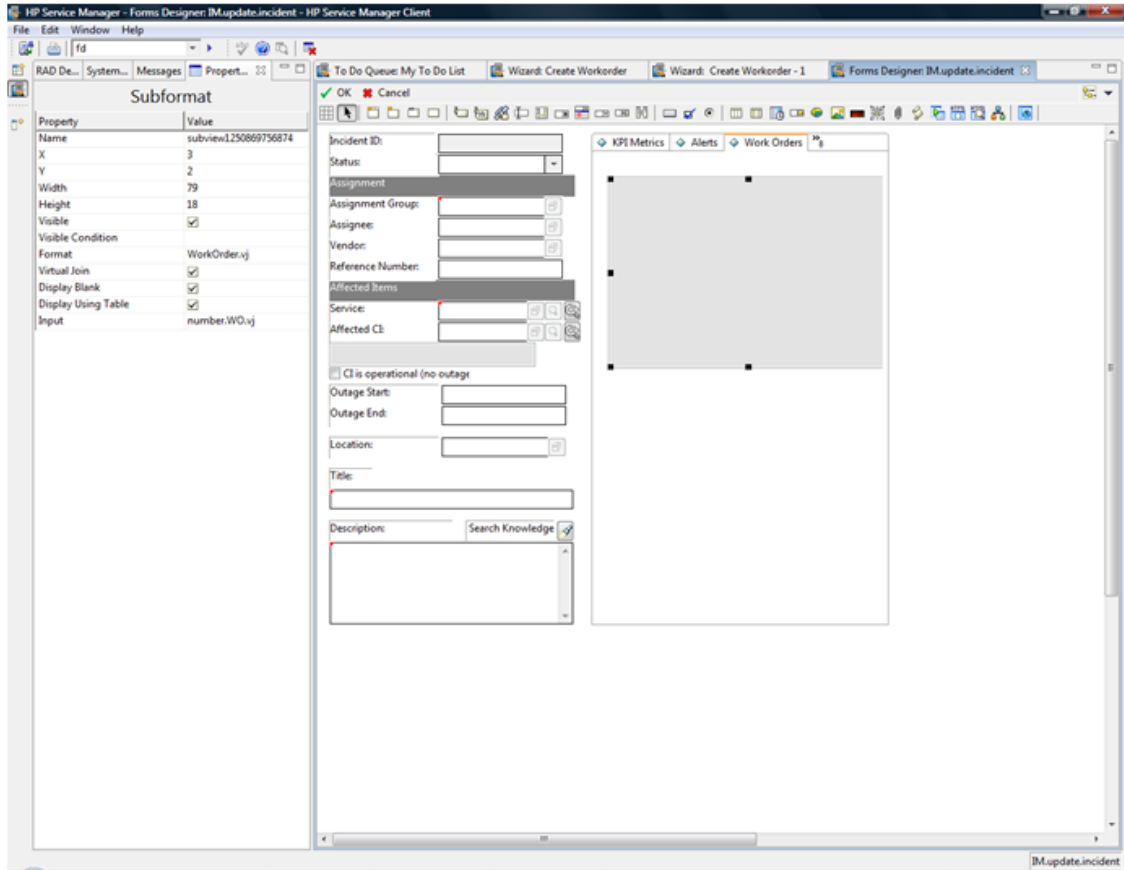 HP Service Manager - Forms Designer: IM.update.incident - HP Service Manager Client
File Edit Window Help
fd
RAD De... System... Messages Propert...
To Do Queue: My To Do List Wizard: Create Workorder Wizard: Create Workorder - 1 Forms Designer: IM.update.incident
OK Cancel
Subformat
Property Value
Name subview1250869756874
X 3
Y 2
Width 79
Height 18
Visible
Visible Condition
Format WorkOrder.vj
Virtual Join
Display Blank
Display Using Table
Input number.WO.vj
Incident ID:
Status:
Assignment
Assignment Group:
Assignee:
Vendor:
Reference Number:
Affected Items
Service:
Affected CI:
CI is operational (no outage
Outage Start:
Outage End:
Location:
Title:
Description: Search Knowledge
KPI Metrics Alerts Work Orders »8
IM.update.incident